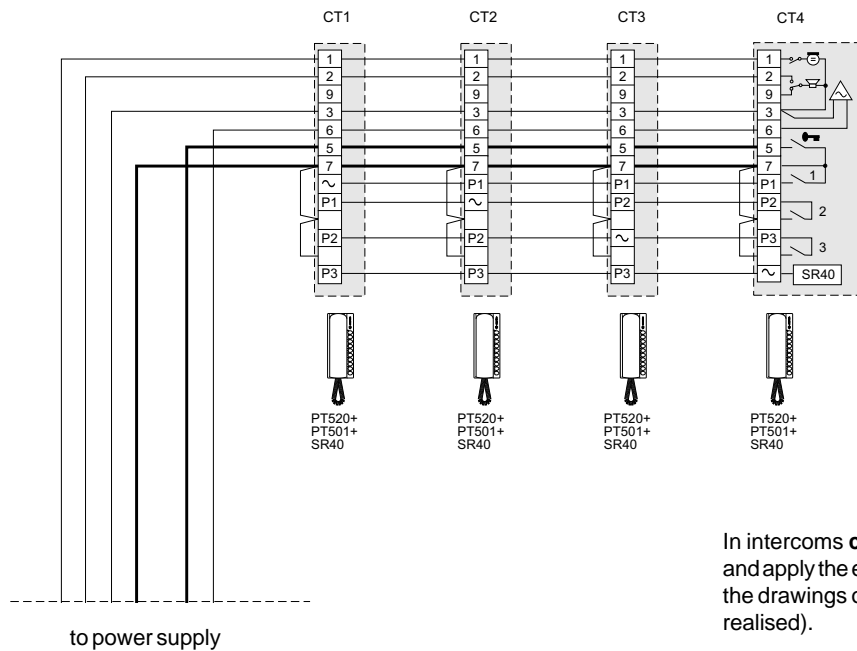 CT1 CT2 CT3 CT4
1 1 1 1 =
2 2 2 2
9 9 9 9
3 3 3 3 ~
6 6 6 6
5 5 5 5
7 7 7 7
~ P1 P1 P1 1
P1 ~ P2 P2 2
P2 P2 ~ P3 3
P3 P3 P3 ~ SR40
PT520+ PT520+ PT520+ PT520+
PT501+ PT501+ PT501+ PT501+
SR40 SR40 SR40 SR40
In intercoms
and apply the
the drawings
realised).
to power supply